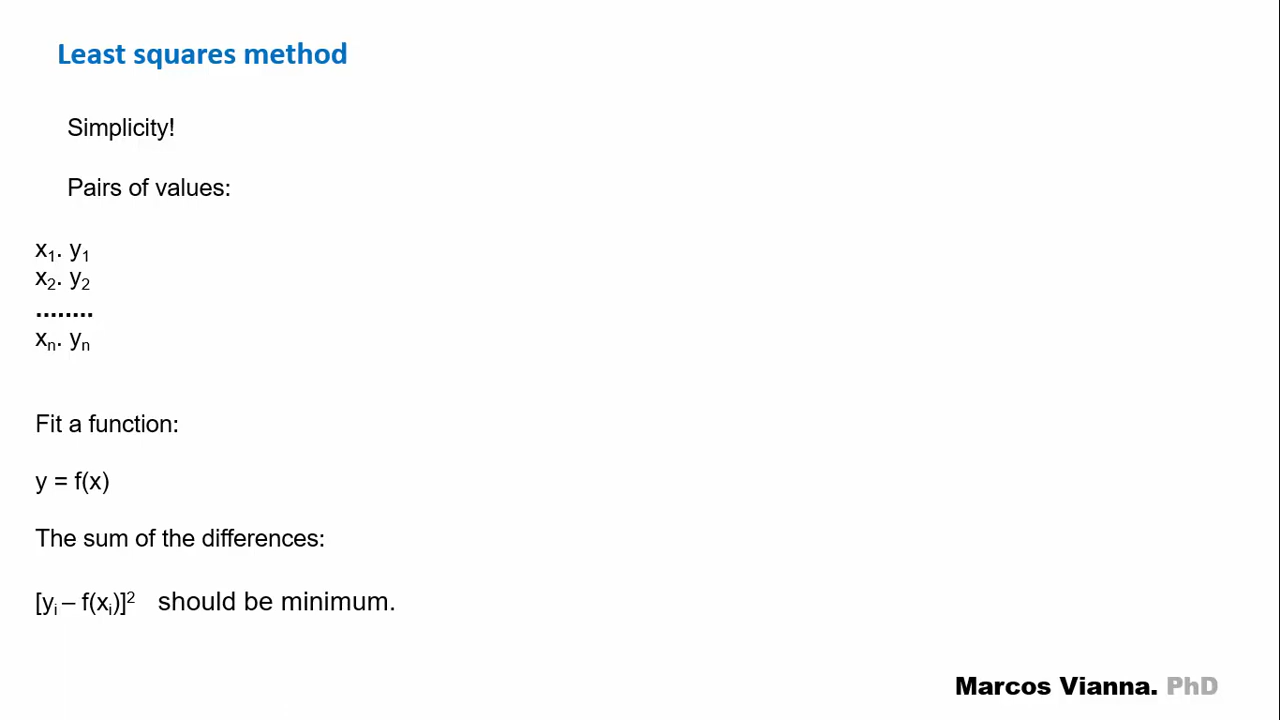 Least squares method
Simplicity!
Pairs of values:
x₁. y₁
x₂. y₂
........
xₙ. yₙ
Fit a function:
y = f(x)
The sum of the differences:
[yᵢ – f(xᵢ)]² should be minimum.
Marcos Vianna. PhD